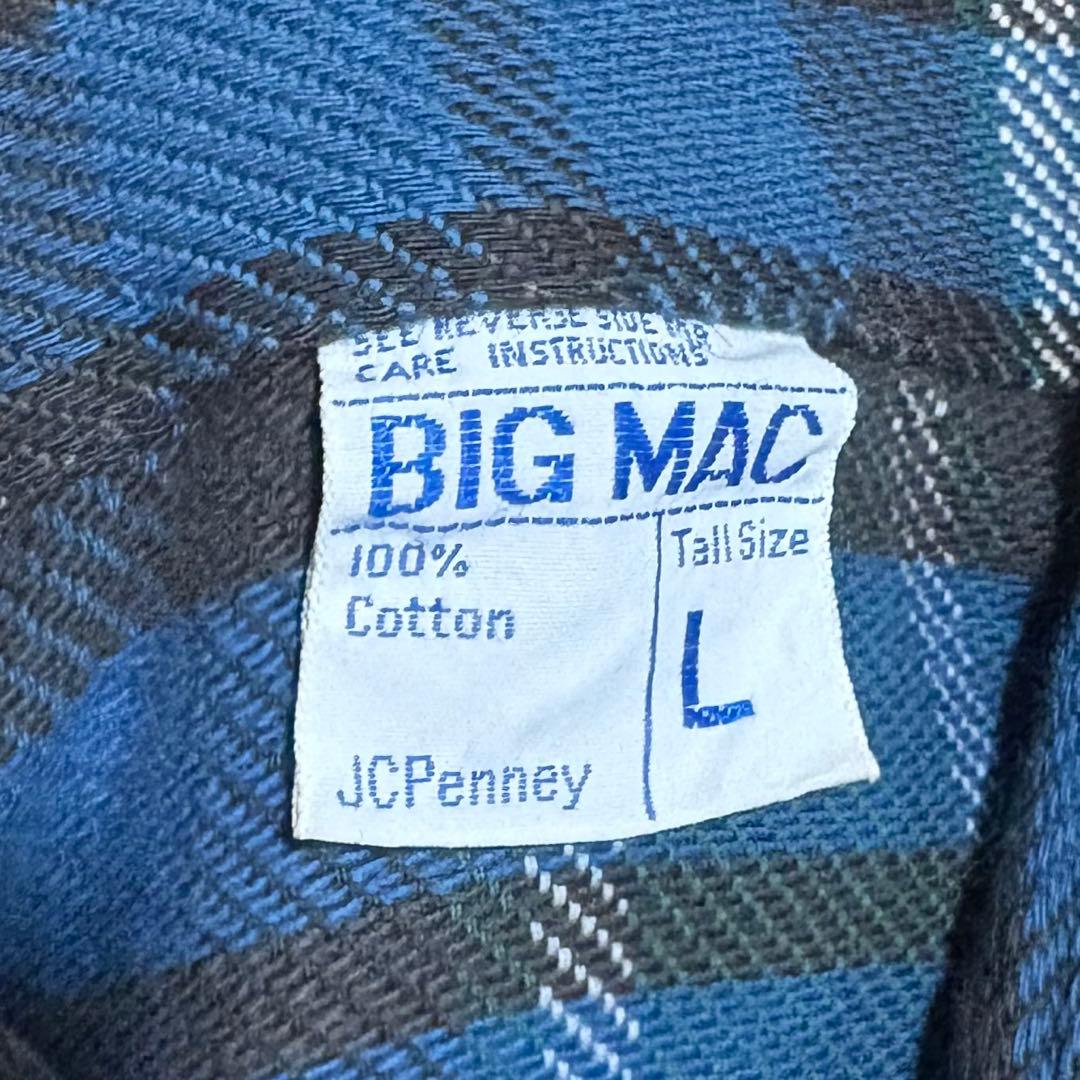 SEE REVERSE SIDE FOR
CARE INSTRUCTIONS
BIG MAC
100%
Cotton
Tall Size
L
JCPenney